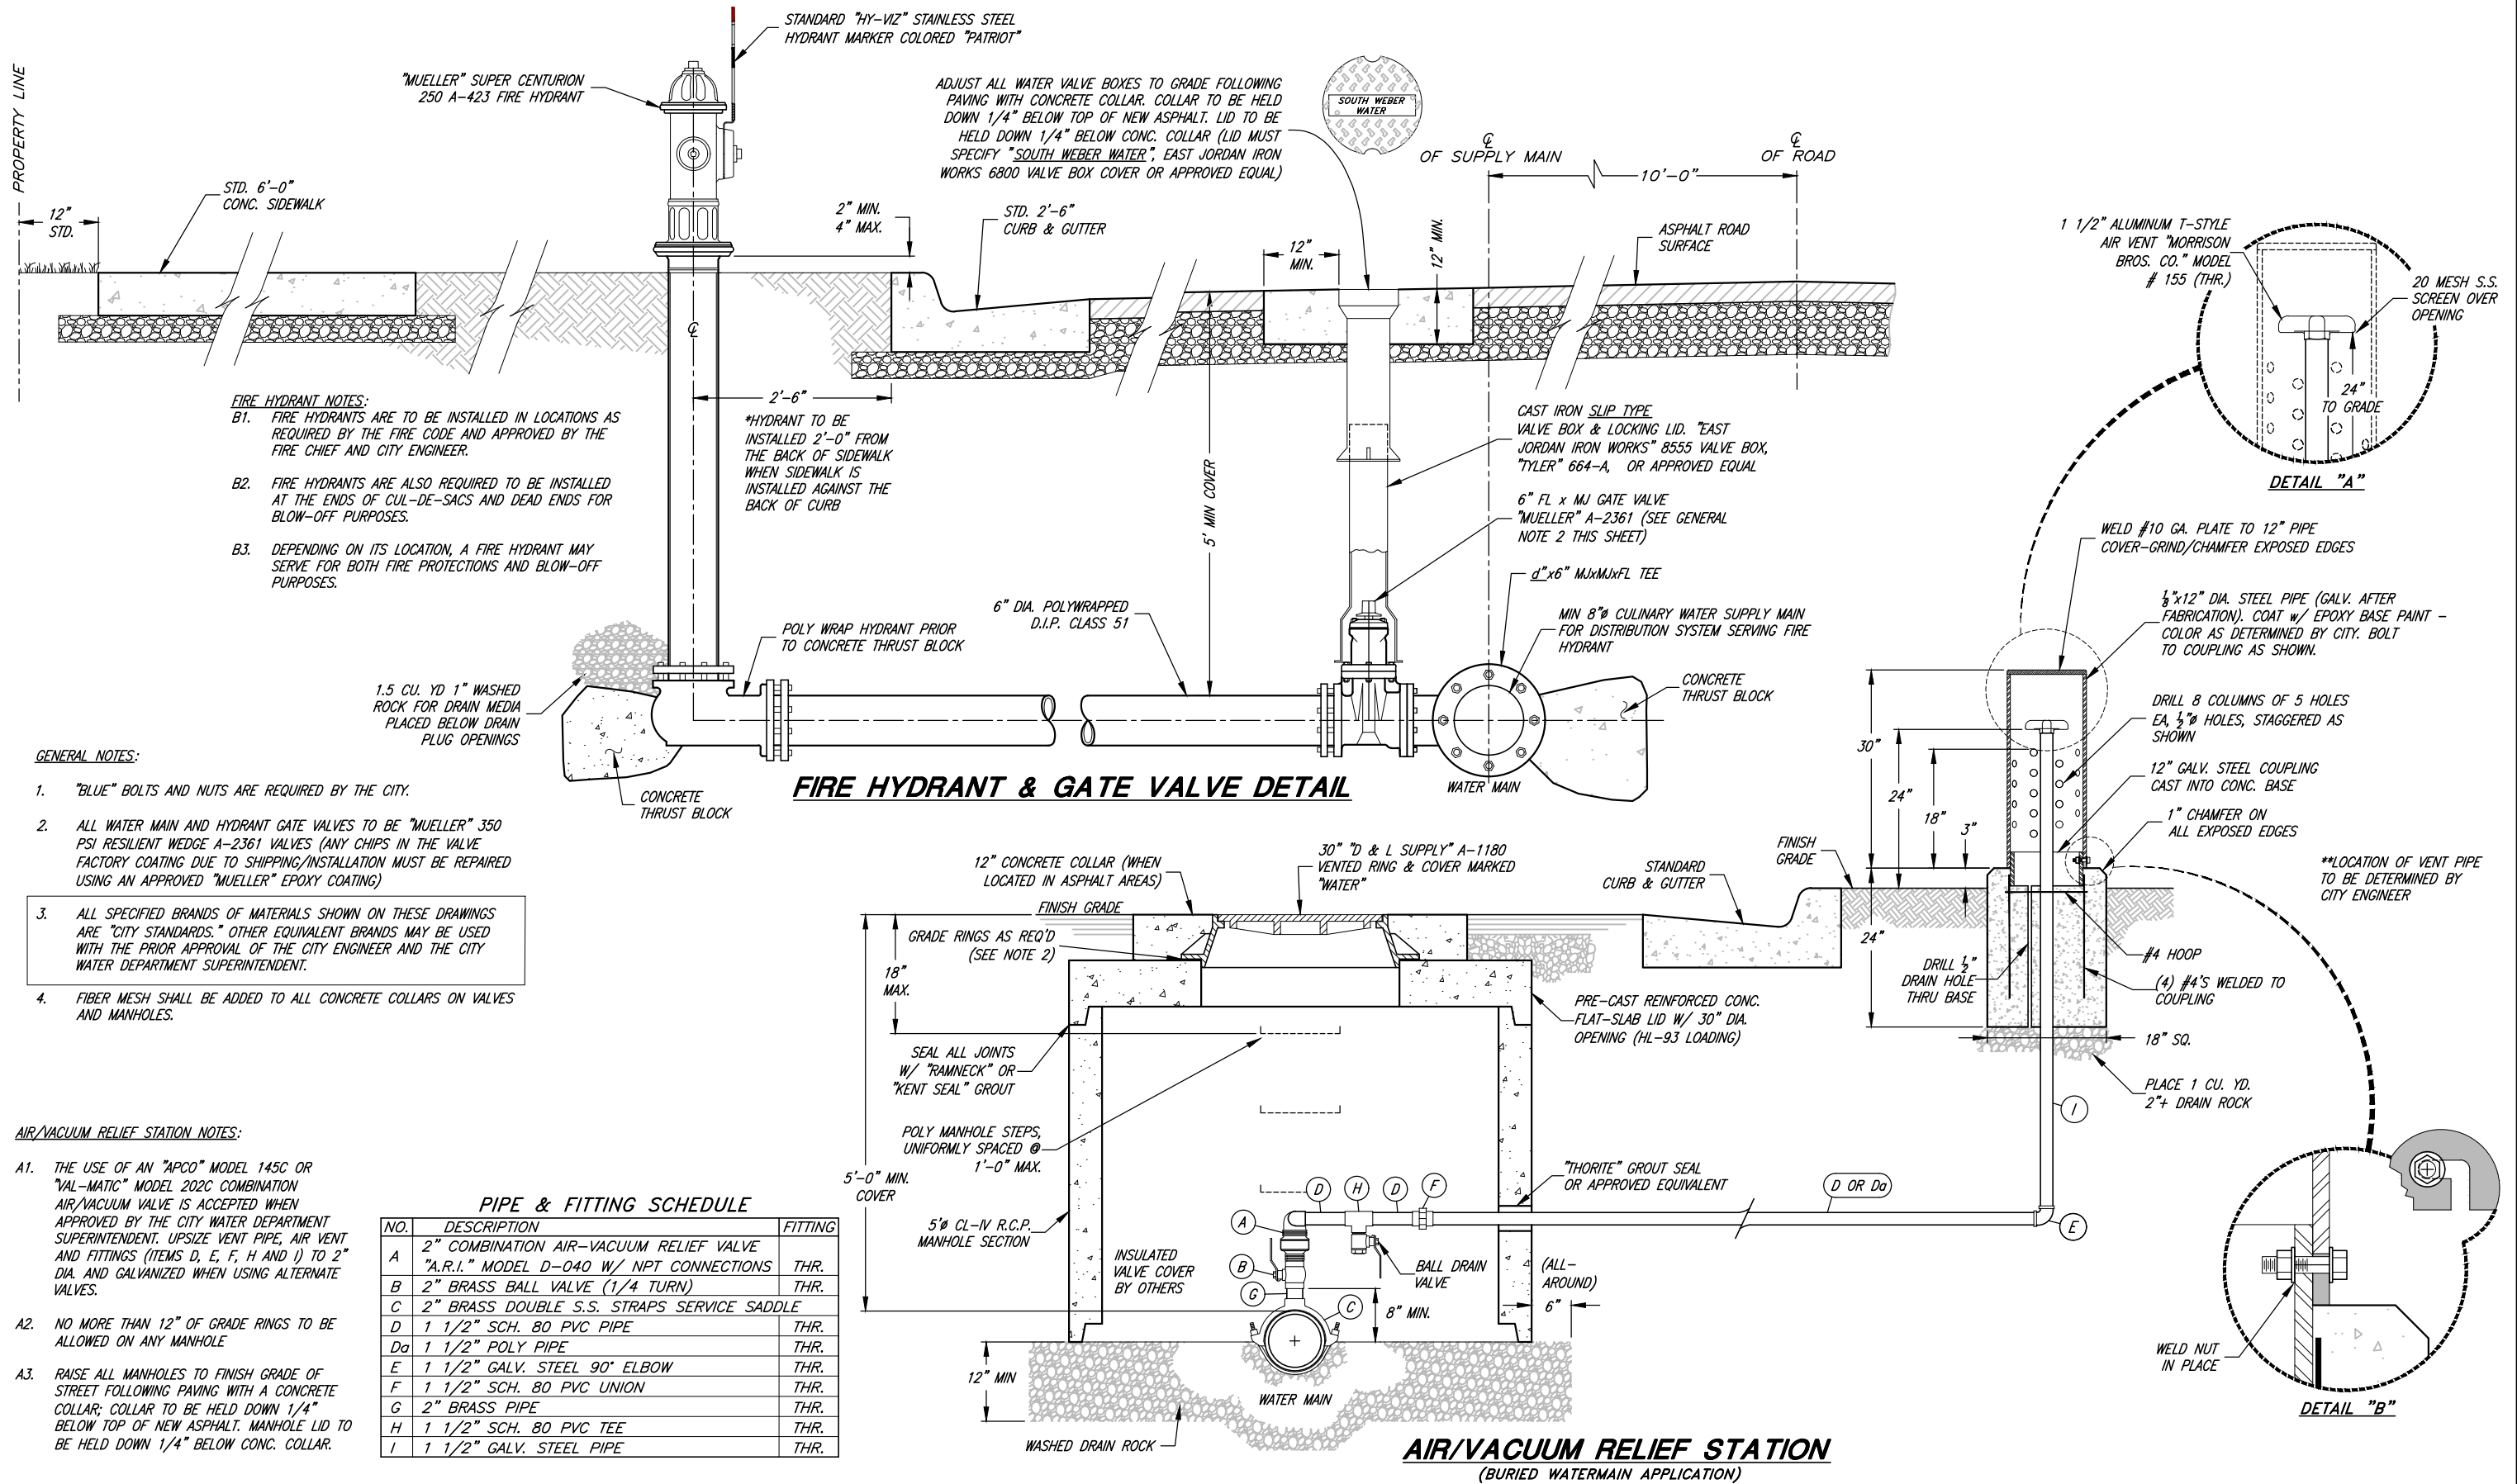 STANDARD "HY-VIZ" STAINLESS STEEL
HYDRANT MARKER COLORED "PATRIOT"
"MUELLER" SUPER CENTURION
250 A-423 FIRE HYDRANT
ADJUST ALL WATER VALVE BOXES TO GRADE FOLLOWING
PAVING WITH CONCRETE COLLAR. COLLAR TO BE HELD
DOWN 1/4" BELOW TOP OF NEW ASPHALT. LID TO BE
HELD DOWN 1/4" BELOW CONC. COLLAR (LID MUST
SPECIFY "SOUTH WEBER WATER", EAST JORDAN IRON
WORKS 6800 VALVE BOX COVER OR APPROVED EQUAL)
SOUTH WEBER
WATER
℄
OF SUPPLY MAIN
℄
OF ROAD
10'-0"
PROPERTY LINE
12"
STD.
STD. 6'-0"
CONC. SIDEWALK
2" MIN.
4" MAX.
STD. 2'-6"
CURB & GUTTER
12"
MIN.
12" MIN.
ASPHALT ROAD
SURFACE
℄
2'-6"
*HYDRANT TO BE
INSTALLED 2'-0" FROM
THE BACK OF SIDEWALK
WHEN SIDEWALK IS
INSTALLED AGAINST THE
BACK OF CURB
5' MIN COVER
FIRE HYDRANT NOTES:
B1. FIRE HYDRANTS ARE TO BE INSTALLED IN LOCATIONS AS
REQUIRED BY THE FIRE CODE AND APPROVED BY THE
FIRE CHIEF AND CITY ENGINEER.
B2. FIRE HYDRANTS ARE ALSO REQUIRED TO BE INSTALLED
AT THE ENDS OF CUL-DE-SACS AND DEAD ENDS FOR
BLOW-OFF PURPOSES.
B3. DEPENDING ON ITS LOCATION, A FIRE HYDRANT MAY
SERVE FOR BOTH FIRE PROTECTIONS AND BLOW-OFF
PURPOSES.
CAST IRON SLIP TYPE
VALVE BOX & LOCKING LID. "EAST
JORDAN IRON WORKS" 8555 VALVE BOX,
"TYLER" 664-A, OR APPROVED EQUAL
6" FL x MJ GATE VALVE
"MUELLER" A-2361 (SEE GENERAL
NOTE 2 THIS SHEET)
d"x6" MJxMJxFL TEE
MIN 8"ø CULINARY WATER SUPPLY MAIN
FOR DISTRIBUTION SYSTEM SERVING FIRE
HYDRANT
CONCRETE
THRUST BLOCK
6" DIA. POLYWRAPPED
D.I.P. CLASS 51
POLY WRAP HYDRANT PRIOR
TO CONCRETE THRUST BLOCK
1.5 CU. YD 1" WASHED
ROCK FOR DRAIN MEDIA
PLACED BELOW DRAIN
PLUG OPENINGS
CONCRETE
THRUST BLOCK
WATER MAIN
FIRE HYDRANT & GATE VALVE DETAIL
1 1/2" ALUMINUM T-STYLE
AIR VENT "MORRISON
BROS. CO." MODEL
# 155 (THR.)
20 MESH S.S.
SCREEN OVER
OPENING
24"
TO GRADE
DETAIL "A"
WELD #10 GA. PLATE TO 12" PIPE
COVER-GRIND/CHAMFER EXPOSED EDGES
1/8"x12" DIA. STEEL PIPE (GALV. AFTER
FABRICATION). COAT w/ EPOXY BASE PAINT -
COLOR AS DETERMINED BY CITY. BOLT
TO COUPLING AS SHOWN.
DRILL 8 COLUMNS OF 5 HOLES
EA, 1/2"ø HOLES, STAGGERED AS
SHOWN
12" GALV. STEEL COUPLING
CAST INTO CONC. BASE
1" CHAMFER ON
ALL EXPOSED EDGES
30"
24"
18"
3"
FINISH
GRADE
24"
**LOCATION OF VENT PIPE
TO BE DETERMINED BY
CITY ENGINEER
#4 HOOP
DRILL 1/2"
DRAIN HOLE
THRU BASE
(4) #4'S WELDED TO
COUPLING
18" SQ.
PLACE 1 CU. YD.
2"+ DRAIN ROCK
I
E
WELD NUT
IN PLACE
DETAIL "B"
GENERAL NOTES:
1. "BLUE" BOLTS AND NUTS ARE REQUIRED BY THE CITY.
2. ALL WATER MAIN AND HYDRANT GATE VALVES TO BE "MUELLER" 350
PSI RESILIENT WEDGE A-2361 VALVES (ANY CHIPS IN THE VALVE
FACTORY COATING DUE TO SHIPPING/INSTALLATION MUST BE REPAIRED
USING AN APPROVED "MUELLER" EPOXY COATING)
3. ALL SPECIFIED BRANDS OF MATERIALS SHOWN ON THESE DRAWINGS
ARE "CITY STANDARDS." OTHER EQUIVALENT BRANDS MAY BE USED
WITH THE PRIOR APPROVAL OF THE CITY ENGINEER AND THE CITY
WATER DEPARTMENT SUPERINTENDENT.
4. FIBER MESH SHALL BE ADDED TO ALL CONCRETE COLLARS ON VALVES
AND MANHOLES.
AIR/VACUUM RELIEF STATION NOTES:
A1. THE USE OF AN "APCO" MODEL 145C OR
"VAL-MATIC" MODEL 202C COMBINATION
AIR/VACUUM VALVE IS ACCEPTED WHEN
APPROVED BY THE CITY WATER DEPARTMENT
SUPERINTENDENT. UPSIZE VENT PIPE, AIR VENT
AND FITTINGS (ITEMS D, E, F, H AND I) TO 2"
DIA. AND GALVANIZED WHEN USING ALTERNATE
VALVES.
A2. NO MORE THAN 12" OF GRADE RINGS TO BE
ALLOWED ON ANY MANHOLE
A3. RAISE ALL MANHOLES TO FINISH GRADE OF
STREET FOLLOWING PAVING WITH A CONCRETE
COLLAR; COLLAR TO BE HELD DOWN 1/4"
BELOW TOP OF NEW ASPHALT. MANHOLE LID TO
BE HELD DOWN 1/4" BELOW CONC. COLLAR.
PIPE & FITTING SCHEDULE
NO. DESCRIPTION FITTING
A 2" COMBINATION AIR-VACUUM RELIEF VALVE
"A.R.I." MODEL D-040 W/ NPT CONNECTIONS THR.
B 2" BRASS BALL VALVE (1/4 TURN) THR.
C 2" BRASS DOUBLE S.S. STRAPS SERVICE SADDLE
D 1 1/2" SCH. 80 PVC PIPE THR.
Da 1 1/2" POLY PIPE THR.
E 1 1/2" GALV. STEEL 90° ELBOW THR.
F 1 1/2" SCH. 80 PVC UNION THR.
G 2" BRASS PIPE THR.
H 1 1/2" SCH. 80 PVC TEE THR.
I 1 1/2" GALV. STEEL PIPE THR.
12" CONCRETE COLLAR (WHEN
LOCATED IN ASPHALT AREAS)
30" "D & L SUPPLY" A-1180
VENTED RING & COVER MARKED
"WATER"
STANDARD
CURB & GUTTER
FINISH GRADE
GRADE RINGS AS REQ'D
(SEE NOTE 2)
18"
MAX.
PRE-CAST REINFORCED CONC.
FLAT-SLAB LID W/ 30" DIA.
OPENING (HL-93 LOADING)
SEAL ALL JOINTS
W/ "RAMNECK" OR
"KENT SEAL" GROUT
POLY MANHOLE STEPS,
UNIFORMLY SPACED @
1'-0" MAX.
5'-0" MIN.
COVER
5'ø CL-IV R.C.P.
MANHOLE SECTION
"THORITE" GROUT SEAL
OR APPROVED EQUIVALENT
D
H
D
F
D OR Da
A
B
G
C
INSULATED
VALVE COVER
BY OTHERS
BALL DRAIN
VALVE
8" MIN.
(ALL-
AROUND)
6"
12" MIN
WATER MAIN
WASHED DRAIN ROCK
AIR/VACUUM RELIEF STATION
(BURIED WATERMAIN APPLICATION)